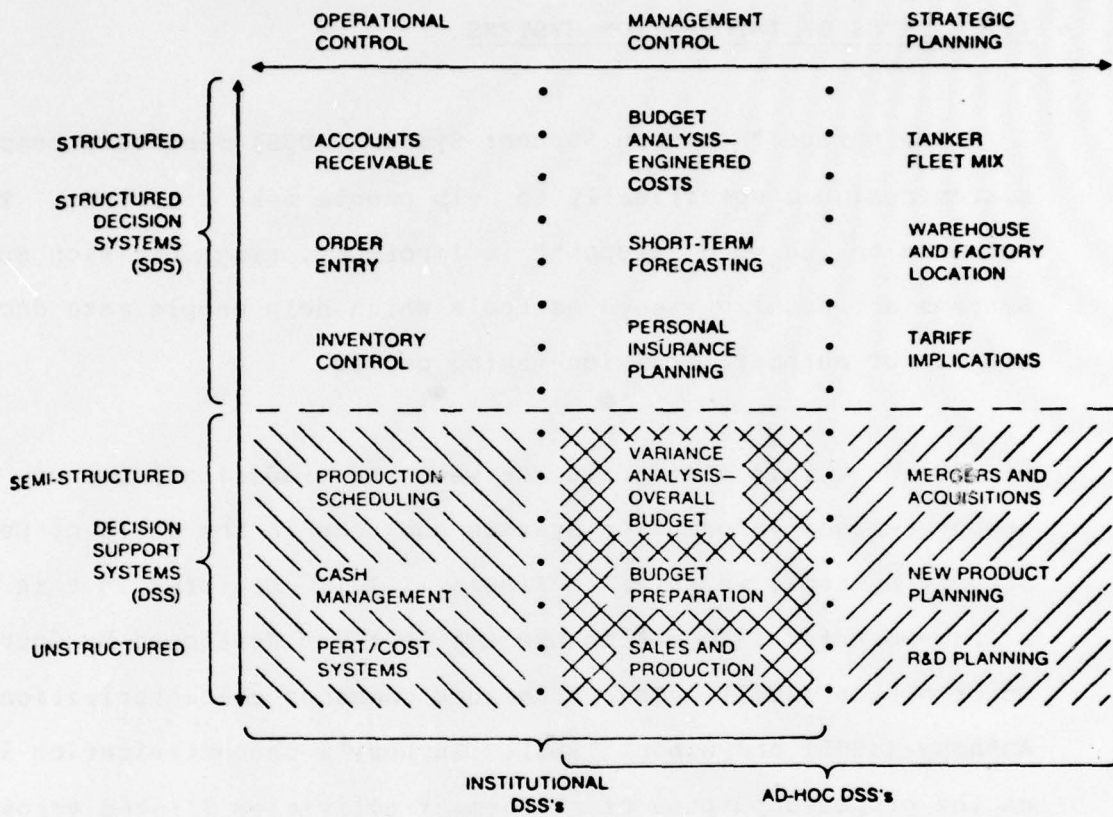 OPERATIONAL CONTROL
MANAGEMENT CONTROL
STRATEGIC PLANNING
STRUCTURED
STRUCTURED
DECISION
SYSTEMS
(SDS)
ACCOUNTS
RECEIVABLE
BUDGET
ANALYSIS—
ENGINEERED
COSTS
TANKER
FLEET MIX
ORDER
ENTRY
SHORT-TERM
FORECASTING
WAREHOUSE
AND FACTORY
LOCATION
INVENTORY
CONTROL
PERSONAL
INSURANCE
PLANNING
TARIFF
IMPLICATIONS
SEMI-STRUCTURED
DECISION
SUPPORT
SYSTEMS
(DSS)
UNSTRUCTURED
PRODUCTION
SCHEDULING
VARIANCE
ANALYSIS—
OVERALL
BUDGET
MERGERS AND
ACQUISITIONS
CASH
MANAGEMENT
BUDGET
PREPARATION
NEW PRODUCT
PLANNING
PERT/COST
SYSTEMS
SALES AND
PRODUCTION
R&D PLANNING
INSTITUTIONAL
DSS's
AD-HOC DSS's